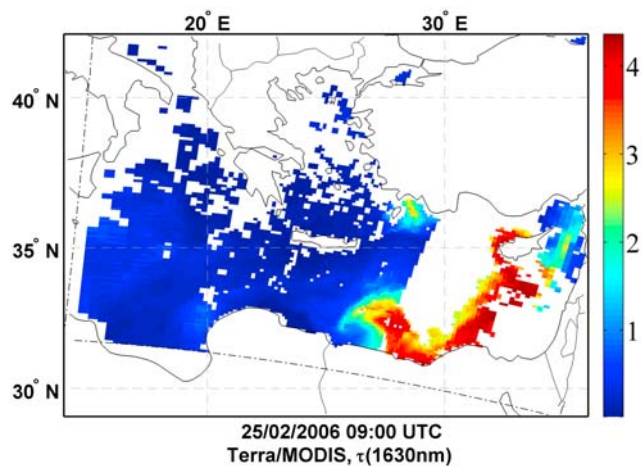 20° E 30° E
40° N
35° N
30° N
4
3
2
1
25/02/2006 09:00 UTC
Terra/MODIS, τ(1630nm)